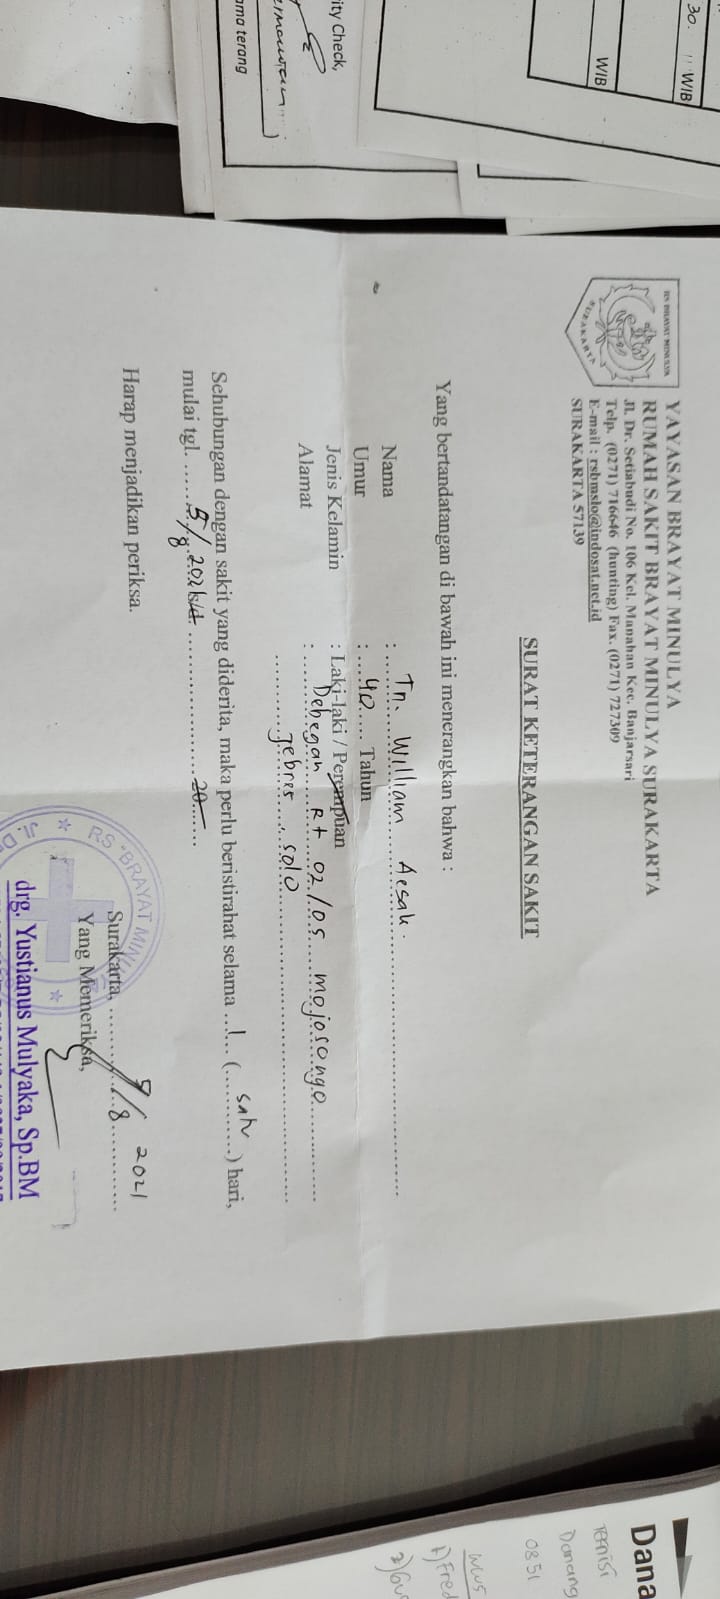 YAYASAN BRAYAT MINULYA
RUMAH SAKIT BRAYAT MINULYA SURAKARTA
Jl. Dr. Setiabudi No. 106 Kel. Manahan Kec. Banjarsari
Telp. (0271) 716646 (hunting) Fax. (0271) 727309
E-mail : rsbmslo@indosat.net.id
SURAKARTA 57139
RS BRAYAT MINULYA
SURAKARTA
SURAT KETERANGAN SAKIT
Yang bertandatangan di bawah ini menerangkan bahwa :
Nama : Tn. William Aesak.
Umur : 40 Tahun
Jenis Kelamin : Laki-laki / Perempuan
Alamat : Debegan Rt 02/05 mojosongo
jebres . solo
Sehubungan dengan sakit yang diderita, maka perlu beristirahat selama 1 (satu) hari,
mulai tgl. 5/8 2021 s/d 20
Harap menjadikan periksa.
Surakarta, 5/8 2021
Yang Memeriksa,
RS "BRAYAT MINU
drg. Yustianus Mulyaka, Sp.BM
30. WIB
WIB
ity Check,
ama terang
Dana
Danang
0851
1) Fred